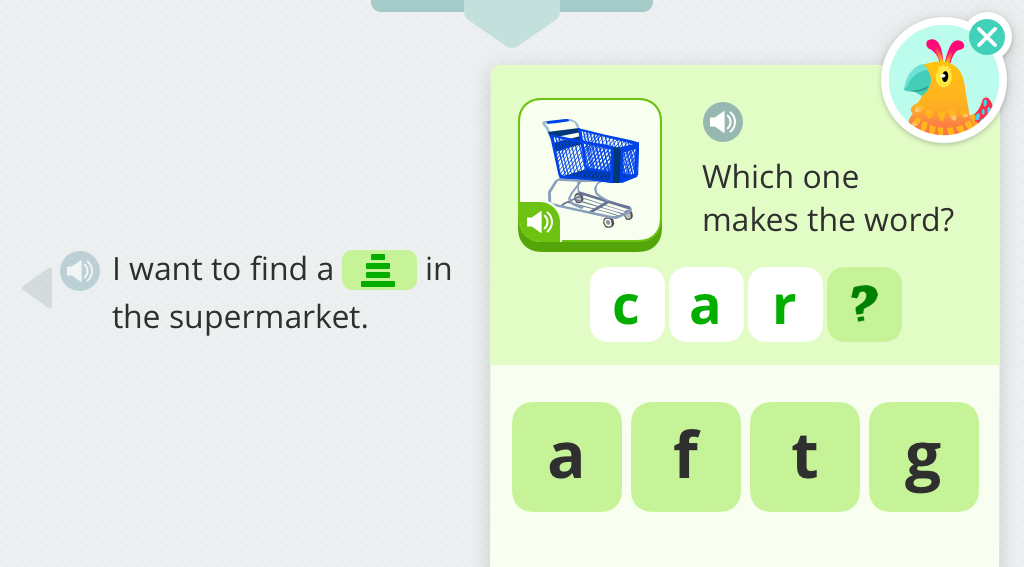 I want to find a in
the supermarket.
Which one
makes the word?
c a r ?
a f t g